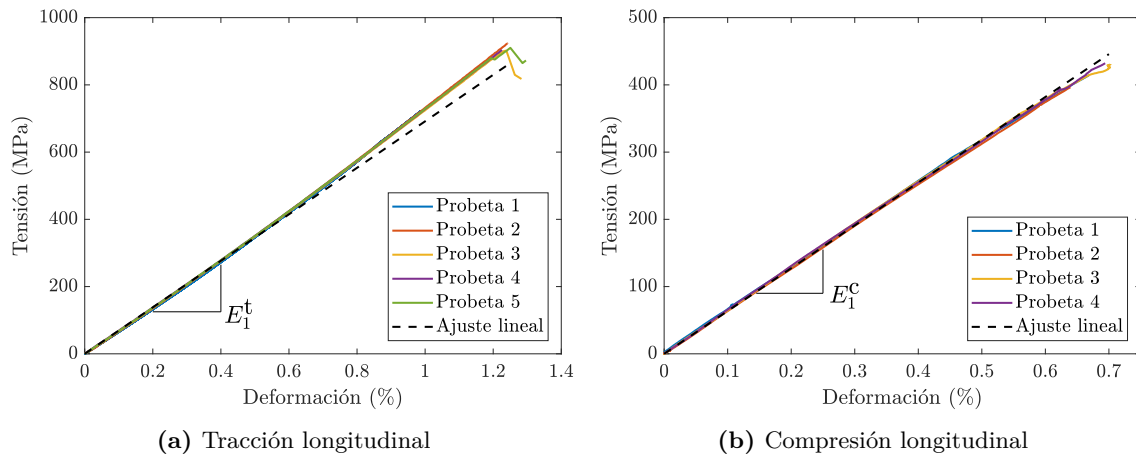 1000
800
600
400
200
0
Tensión (MPa)
0 0.2 0.4 0.6 0.8 1 1.2 1.4
Deformación (%)
E₁ᵗ
Probeta 1
Probeta 2
Probeta 3
Probeta 4
Probeta 5
Ajuste lineal
(a) Tracción longitudinal
500
400
300
200
100
0
Tensión (MPa)
0 0.1 0.2 0.3 0.4 0.5 0.6 0.7
Deformación (%)
E₁ᶜ
Probeta 1
Probeta 2
Probeta 3
Probeta 4
Ajuste lineal
(b) Compresión longitudinal